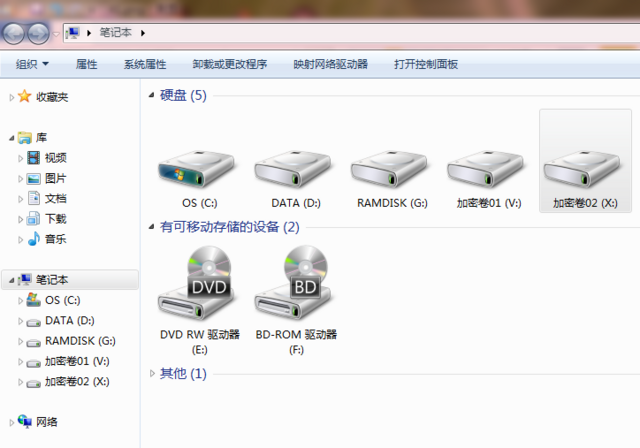 笔记本
组织 属性 系统属性 卸载或更改程序 映射网络驱动器 打开控制面板
收藏夹
库
视频
图片
文档
下载
音乐
笔记本
OS (C:)
DATA (D:)
RAMDISK (G:)
加密卷01 (V:)
加密卷02 (X:)
网络
硬盘 (5)
OS (C:) DATA (D:) RAMDISK (G:) 加密卷01 (V:) 加密卷02 (X:)
有可移动存储的设备 (2)
DVD BD
DVD RW 驱动器 BD-ROM 驱动器
(E:) (F:)
其他 (1)